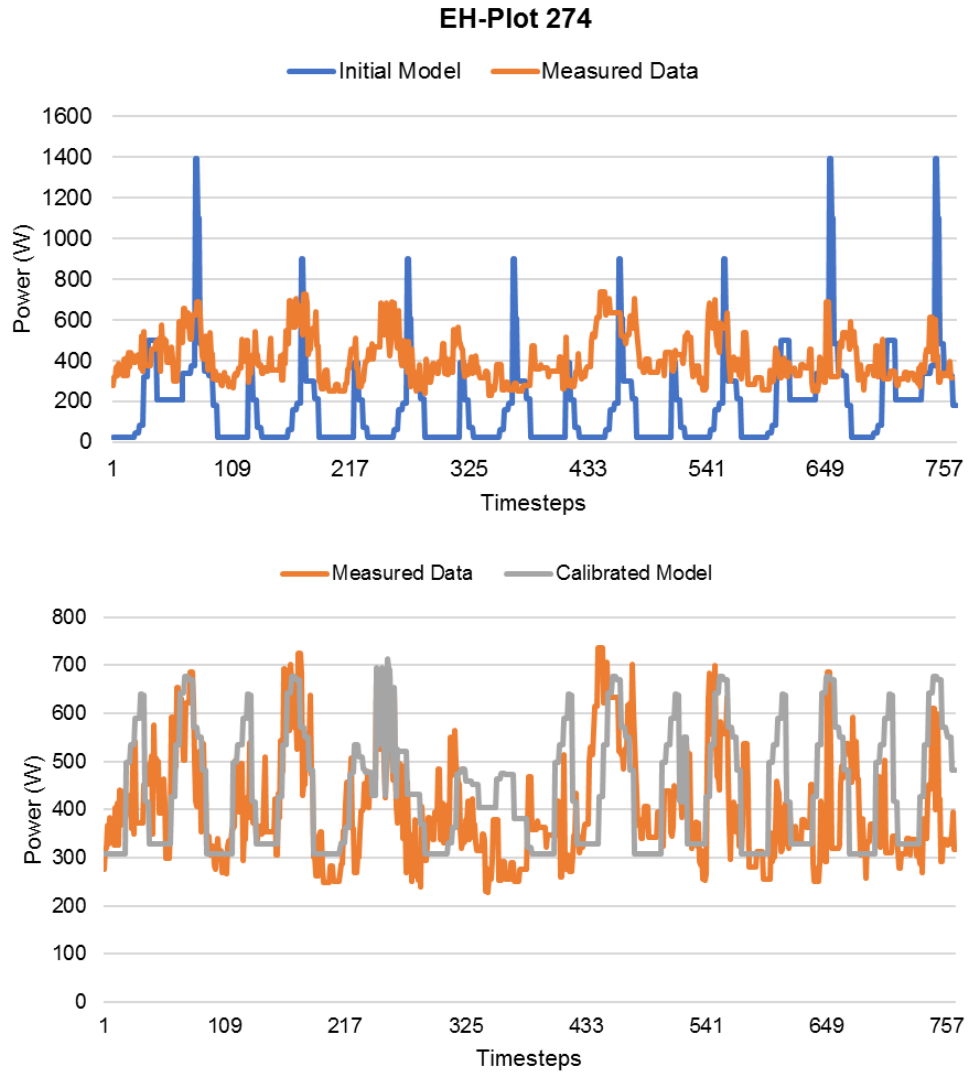 EH-Plot 274
Initial Model Measured Data
1600
1400
1200
1000
800
600
400
200
0
Power (W)
1 109 217 325 433 541 649 757
Timesteps
Measured Data Calibrated Model
800
700
600
500
400
300
200
100
0
Power (W)
1 109 217 325 433 541 649 757
Timesteps